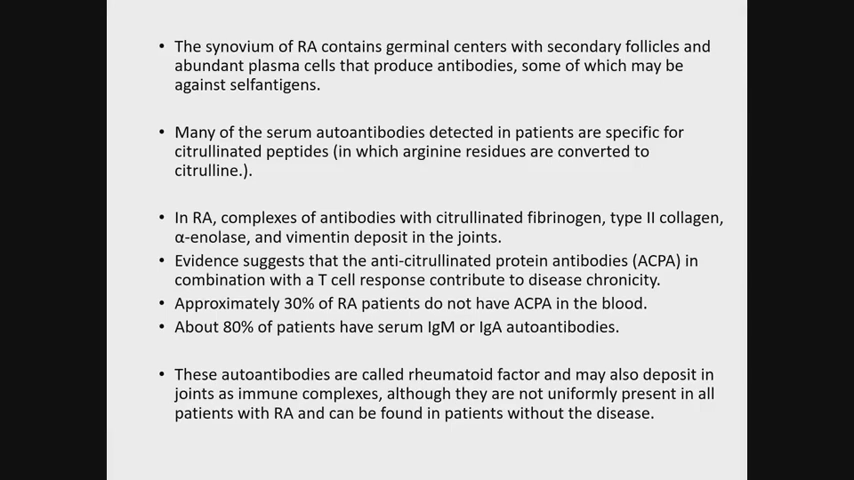 • The synovium of RA contains germinal centers with secondary follicles and
abundant plasma cells that produce antibodies, some of which may be
against selfantigens.
• Many of the serum autoantibodies detected in patients are specific for
citrullinated peptides (in which arginine residues are converted to
citrulline.).
• In RA, complexes of antibodies with citrullinated fibrinogen, type II collagen,
α-enolase, and vimentin deposit in the joints.
• Evidence suggests that the anti-citrullinated protein antibodies (ACPA) in
combination with a T cell response contribute to disease chronicity.
• Approximately 30% of RA patients do not have ACPA in the blood.
• About 80% of patients have serum IgM or IgA autoantibodies.
• These autoantibodies are called rheumatoid factor and may also deposit in
joints as immune complexes, although they are not uniformly present in all
patients with RA and can be found in patients without the disease.